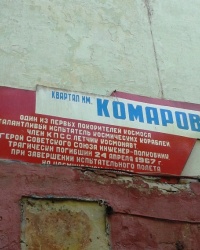 КВАРТАЛ ИМ.
КОМАРОВ
ОДИН ИЗ ПЕРВЫХ ПОКОРИТЕЛЕЙ КОСМОСА
ТАЛАНТЛИВЫЙ ИСПЫТАТЕЛЬ КОСМИЧЕСКИХ КОРАБЛЕЙ,
ЧЛЕН КПСС ЛЕТЧИК КОСМОНАВТ
ГЕРОЙ СОВЕТСКОГО СОЮЗА ИНЖЕНЕР-ПОЛКОВНИК
ТРАГИЧЕСКИ ПОГИБШИЙ 24 АПРЕЛЯ 1967 Г.
ПРИ ЗАВЕРШЕНИИ ИСПЫТАТЕЛЬНОГО ПОЛЕТА